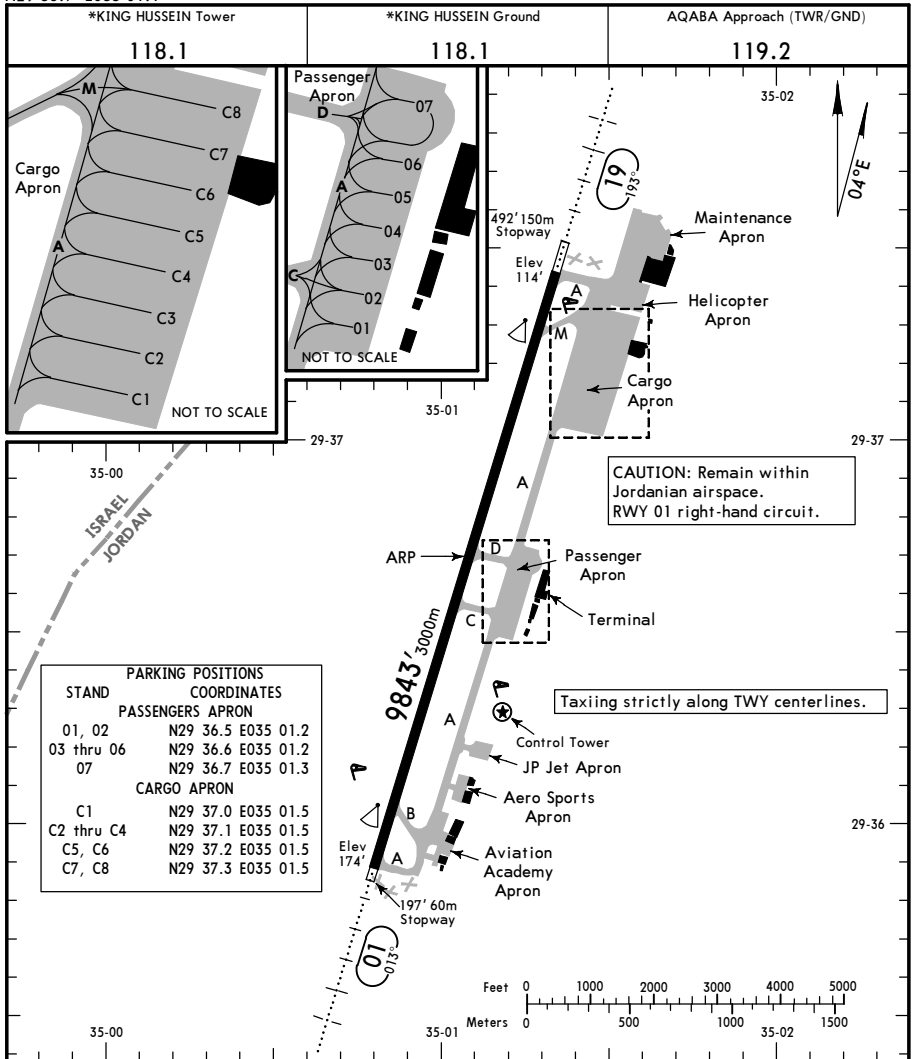 *KING HUSSEIN Tower
118.1
*KING HUSSEIN Ground
118.1
AQABA Approach (TWR/GND)
119.2
M
C8
C7
Cargo
Apron
C6
C5
A
C4
C3
C2
C1
NOT TO SCALE
Passenger
Apron
D
07
06
A
05
04
C
03
02
01
NOT TO SCALE
35-02
04°E
19
193°
492' 150m
Stopway
Elev
114'
Maintenance
Apron
A
Helicopter
Apron
M
Cargo
Apron
35-01
29-37
29-37
35-00
ISRAEL
JORDAN
A
CAUTION: Remain within
Jordanian airspace.
RWY 01 right-hand circuit.
ARP
D
Passenger
Apron
C
Terminal
9843' 3000m
PARKING POSITIONS
STAND COORDINATES
PASSENGERS APRON
01, 02 N29 36.5 E035 01.2
03 thru 06 N29 36.6 E035 01.2
07 N29 36.7 E035 01.3
CARGO APRON
C1 N29 37.0 E035 01.5
C2 thru C4 N29 37.1 E035 01.5
C5, C6 N29 37.2 E035 01.5
C7, C8 N29 37.3 E035 01.5
Taxiing strictly along TWY centerlines.
A
Control Tower
JP Jet Apron
Aero Sports
Apron
B
29-36
Elev
174'
A
Aviation
Academy
Apron
197' 60m
Stopway
01
013°
Feet 0 1000 2000 3000 4000 5000
Meters 0 500 1000 1500
35-00
35-01
35-02